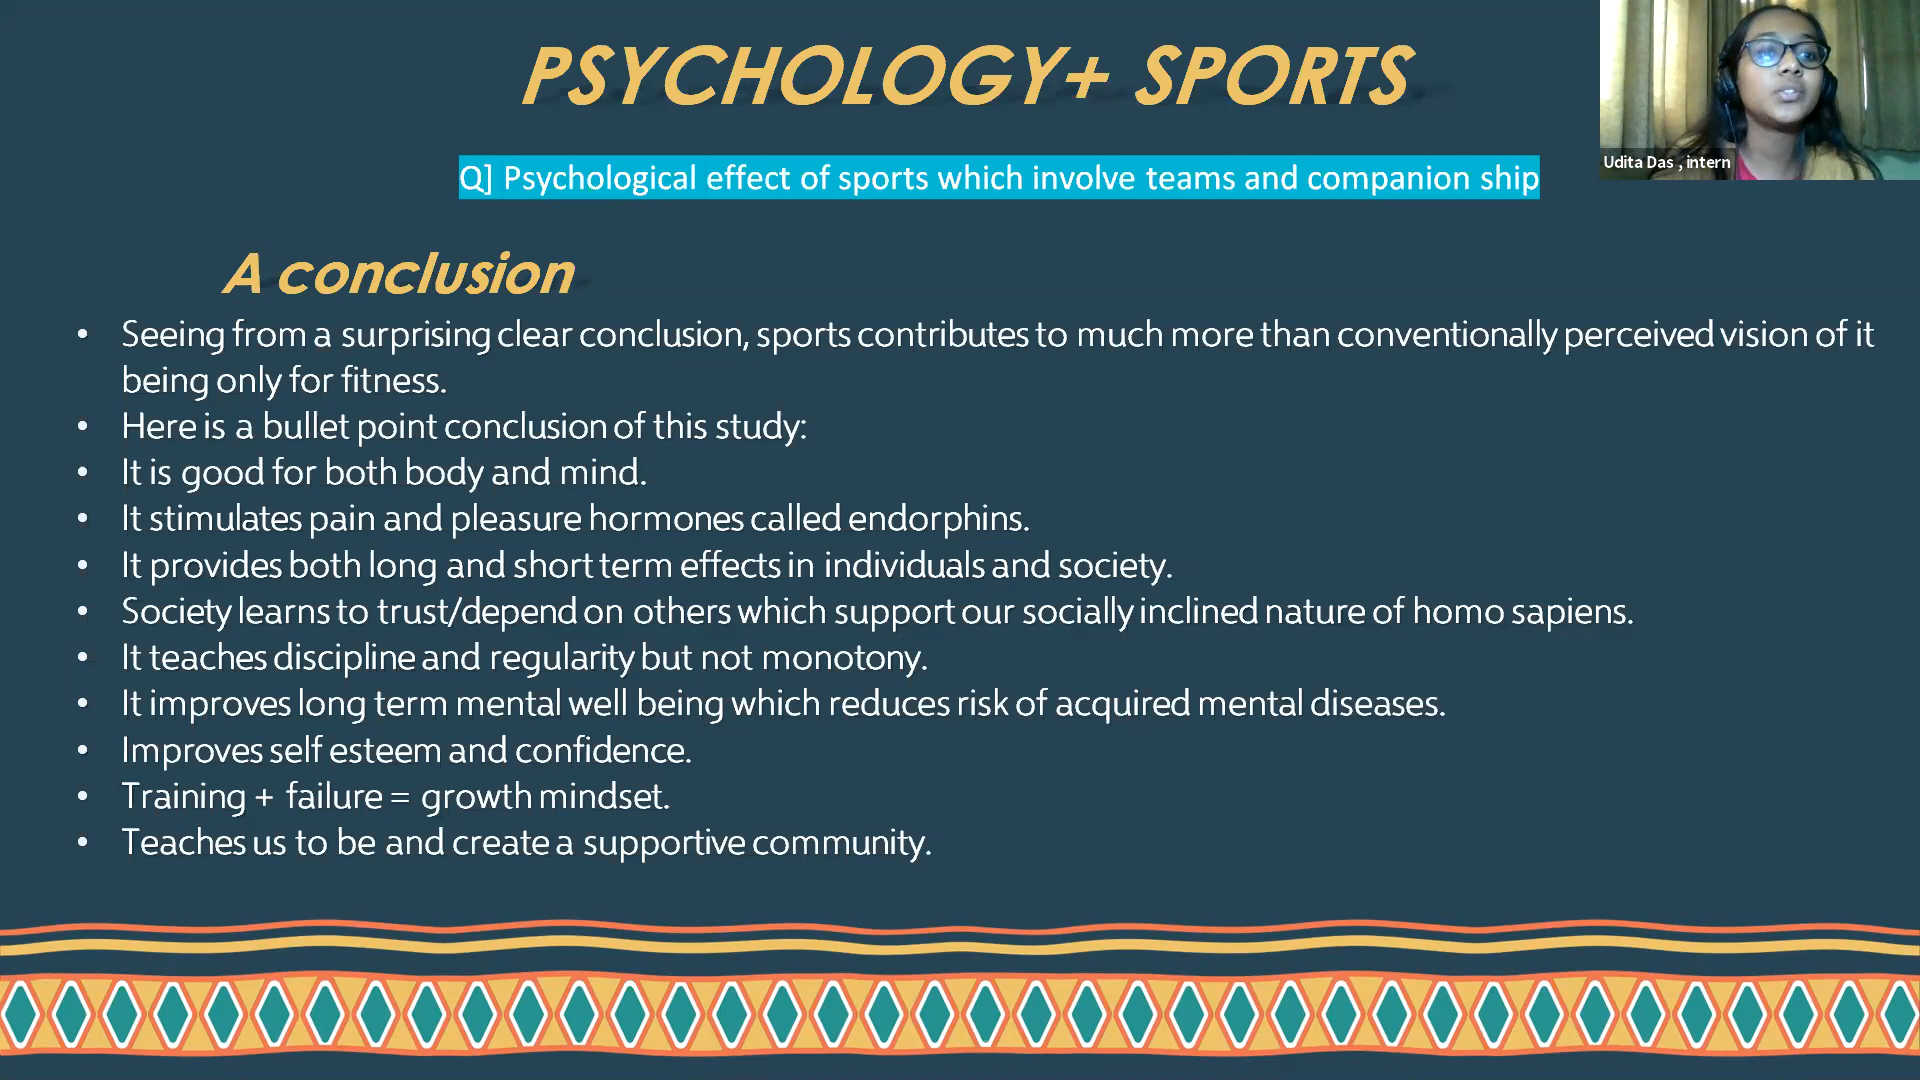 PSYCHOLOGY+ SPORTS
Udita Das , intern
Q] Psychological effect of sports which involve teams and companion ship
A conclusion
• Seeing from a surprising clear conclusion, sports contributes to much more than conventionally perceived vision of it
being only for fitness.
• Here is a bullet point conclusion of this study:
• It is good for both body and mind.
• It stimulates pain and pleasure hormones called endorphins.
• It provides both long and short term effects in individuals and society.
• Society learns to trust/depend on others which support our socially inclined nature of homo sapiens.
• It teaches discipline and regularity but not monotony.
• It improves long term mental well being which reduces risk of acquired mental diseases.
• Improves self esteem and confidence.
• Training + failure = growth mindset.
• Teaches us to be and create a supportive community.